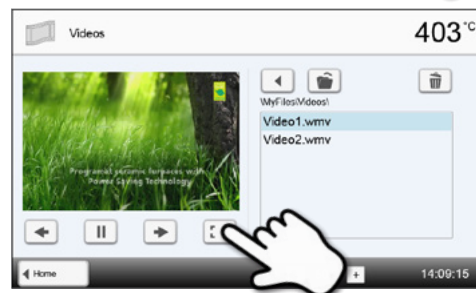 Videos
403 °C
\MyFiles\Videos\
Video1.wmv
Video2.wmv
Programat ceramic furnaces with
Power Saving Technology
Home
+
14:09:15